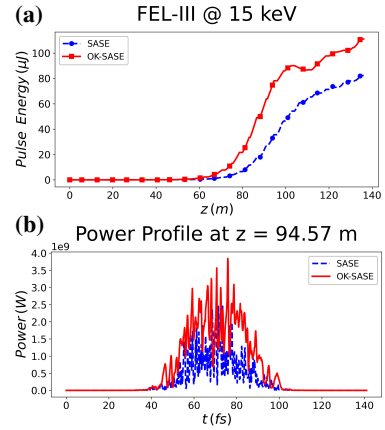 (a)
FEL-III @ 15 keV
SASE
OK-SASE
Pulse Energy (μJ)
100
80
60
40
20
0
0 20 40 60 80 100 120 140
z (m)
(b)
Power Profile at z = 94.57 m
1e9
SASE
OK-SASE
Power (W)
4.0
3.5
3.0
2.5
2.0
1.5
1.0
0.5
0.0
0 20 40 60 80 100 120 140
t (fs)